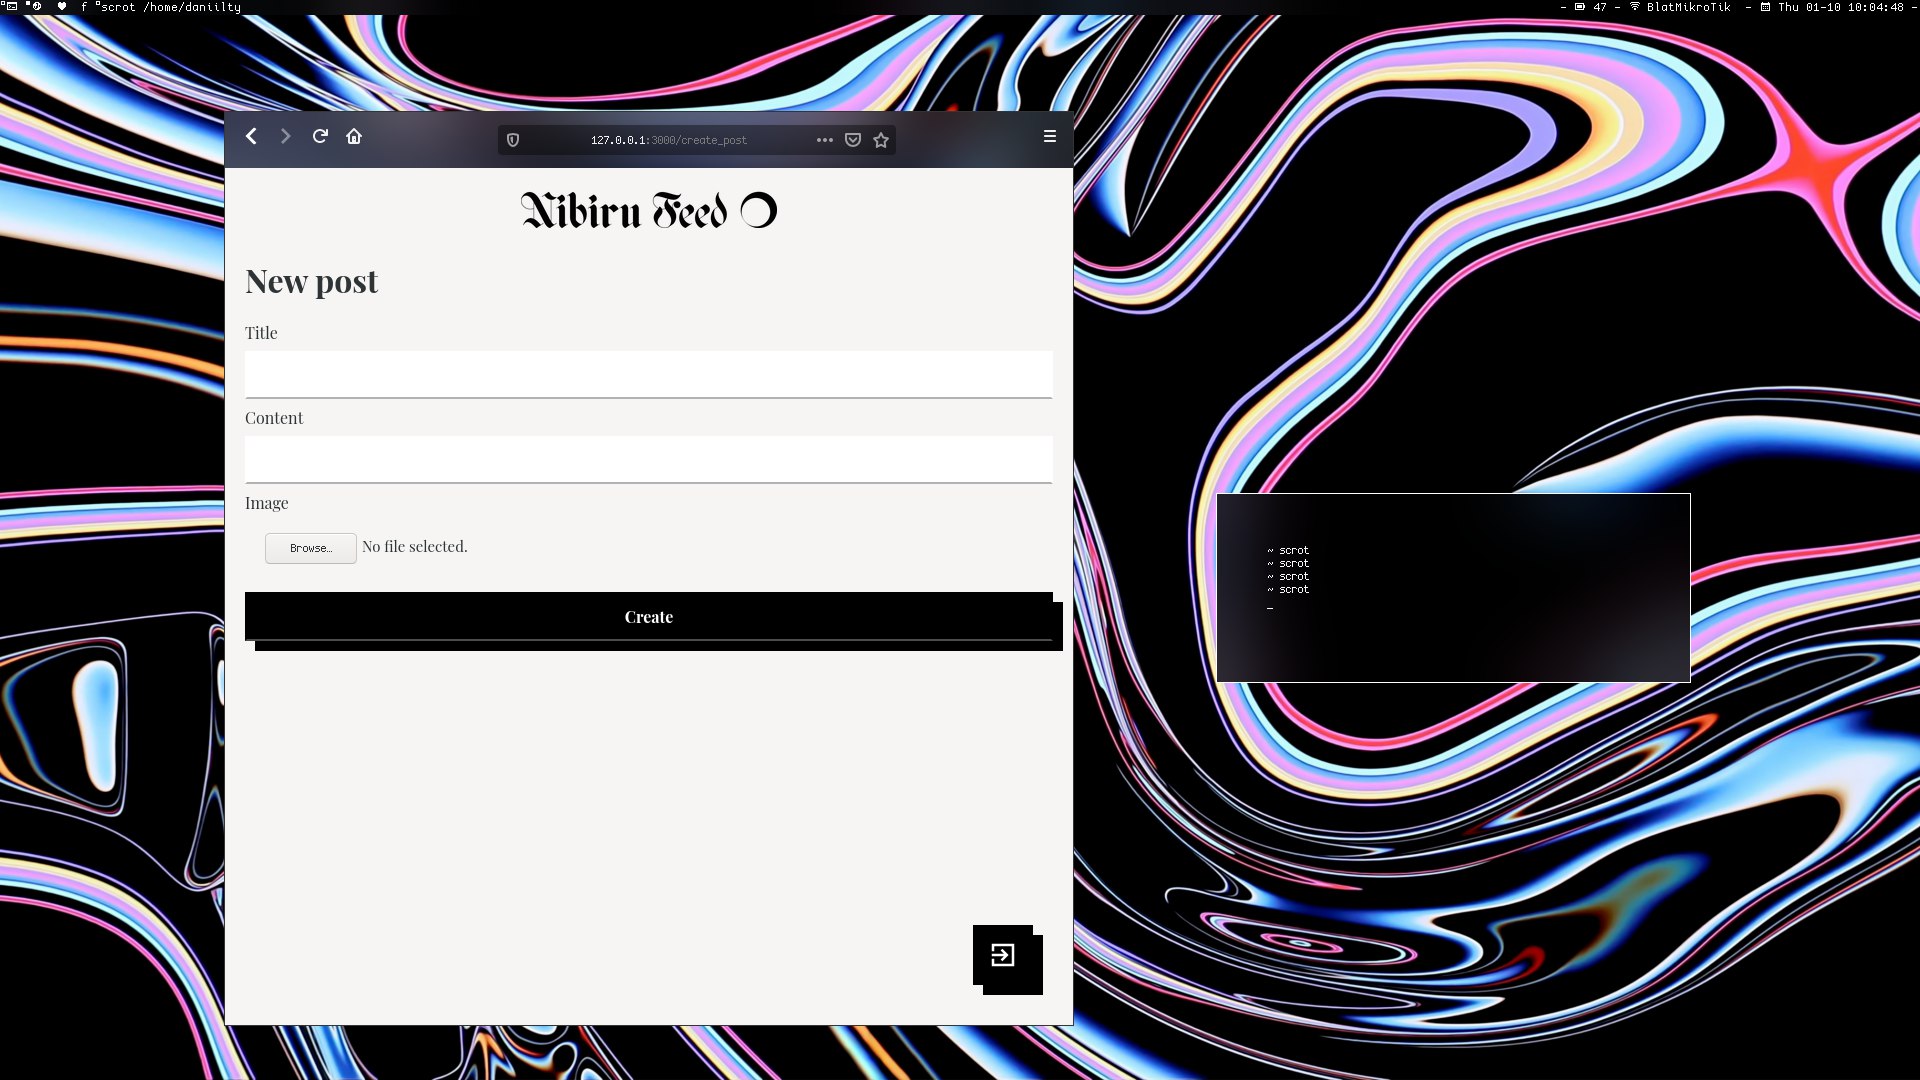 f scrot /home/daniilty
- 47 - BlatMikroTik - Thu 01-10 10:04:48 -
127.0.0.1:3000/create_post
Nibiru Feed
New post
Title
Content
Image
Browse… No file selected.
Create
~ scrot
~ scrot
~ scrot
~ scrot
_